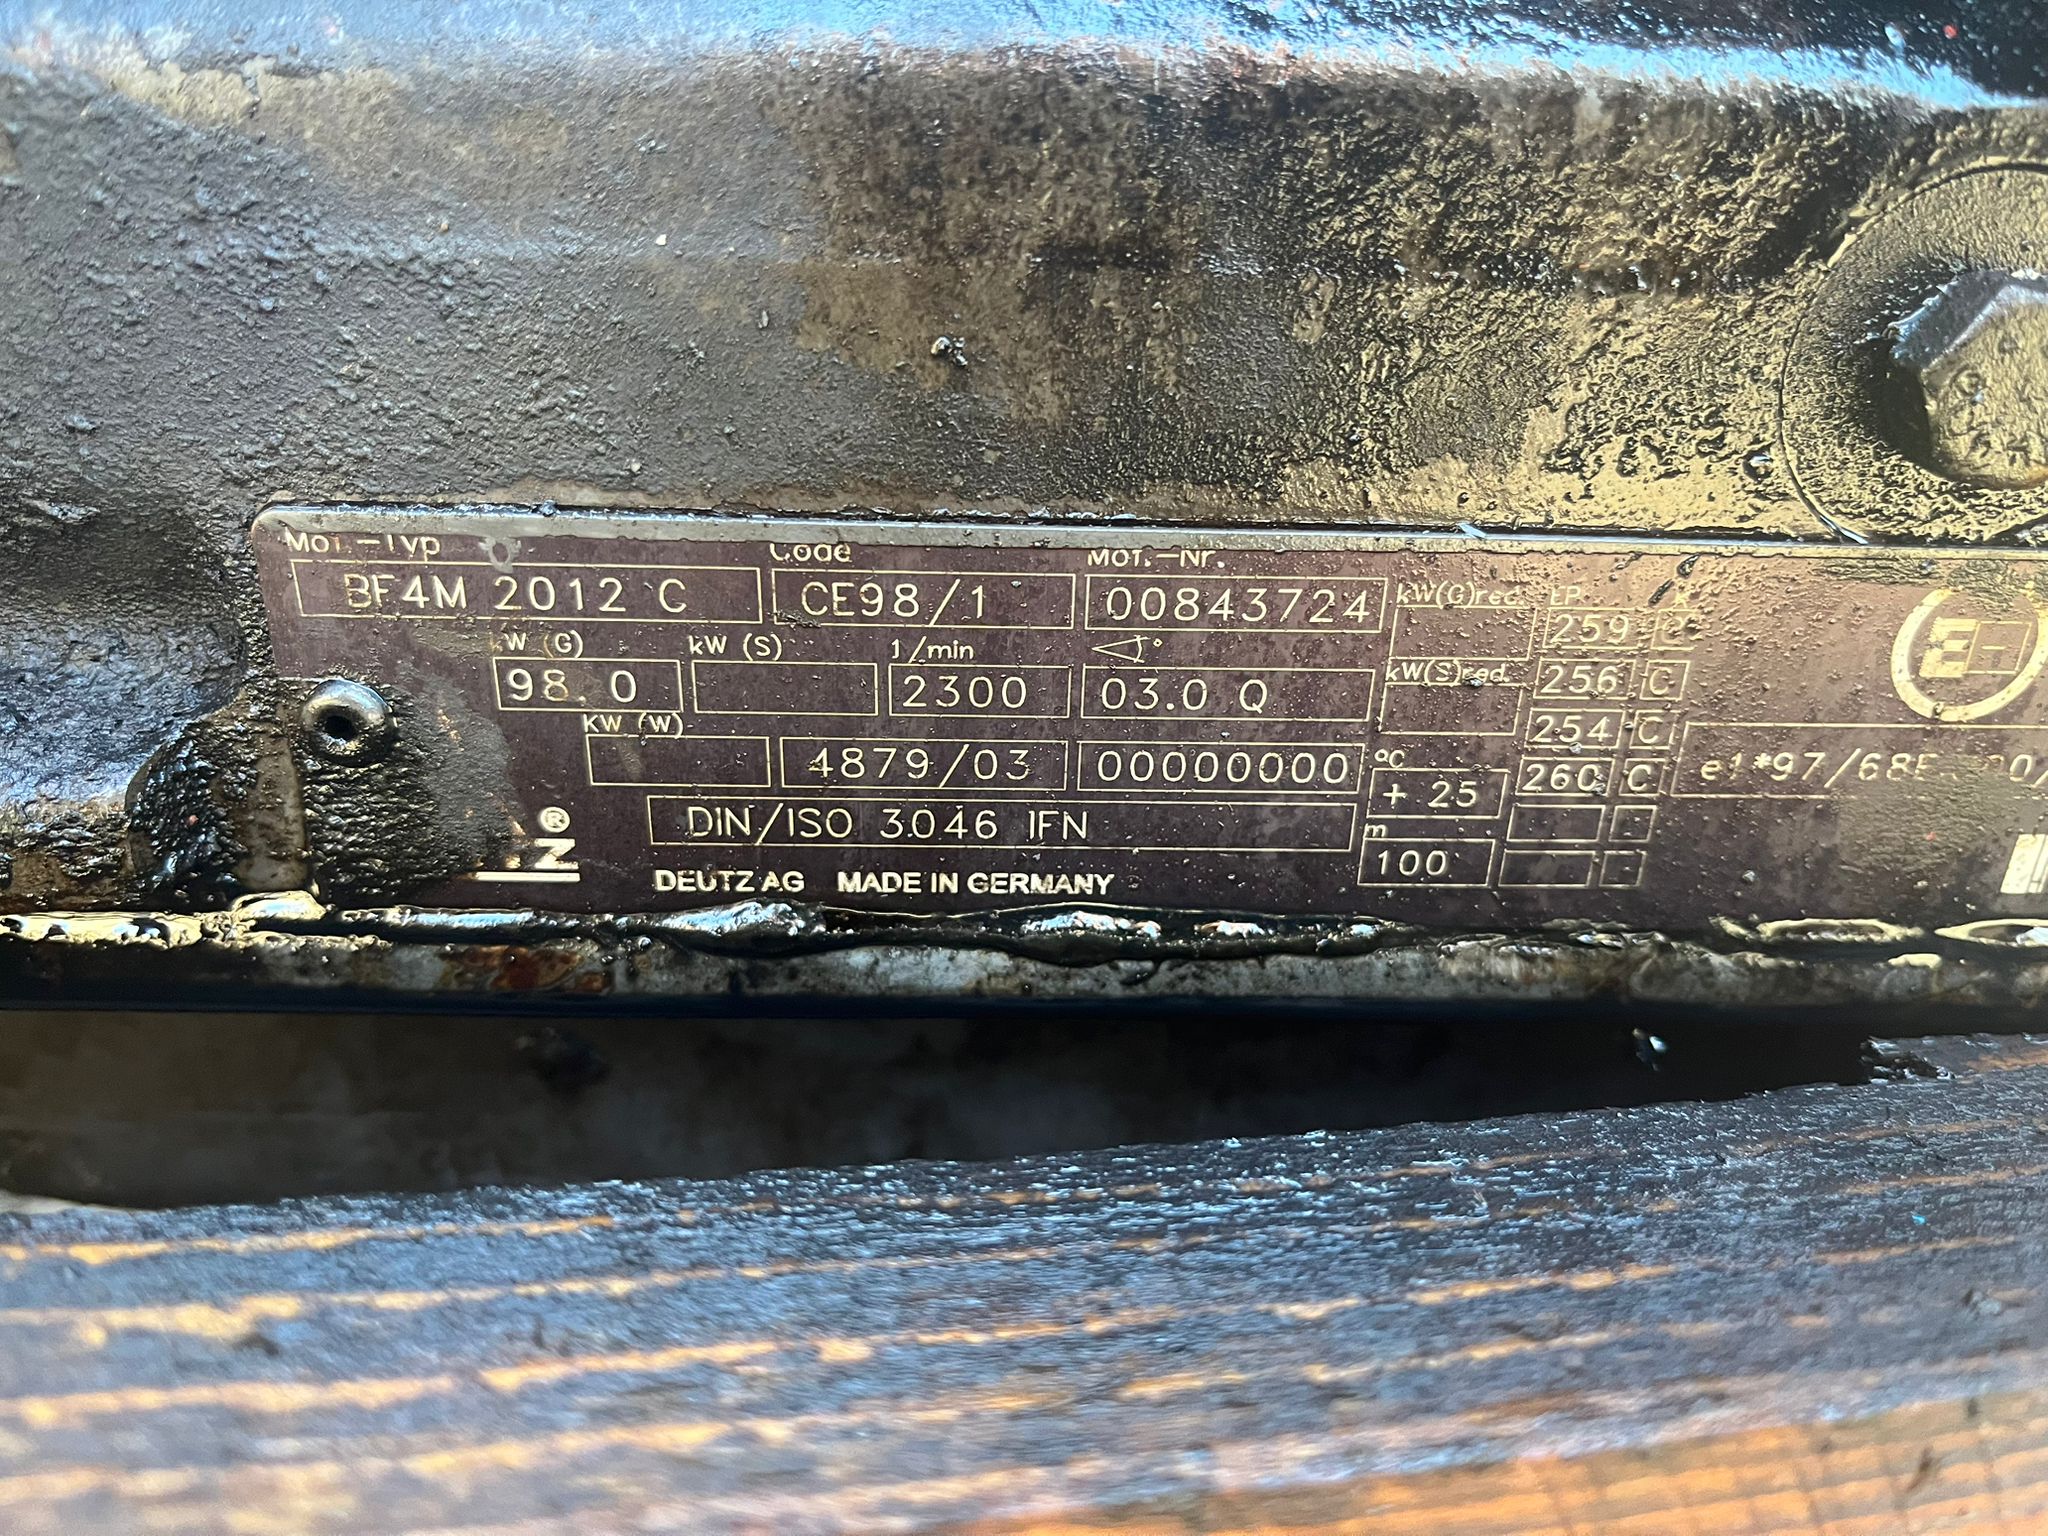 Mot.-Typ Code Mot.-Nr.
BF4M 2012 C CE98/1 00843724 kW(G)red. EP
259 C
kW (G) kW (S) 1/min °
98.0 2300 03.0 Q kW(S)red. 256 C
kW (W) 254 C
4879/03 00000000 °C 260 C
+ 25
DIN/ISO 3046 IFN
m
100
Z®
DEUTZ AG MADE IN GERMANY